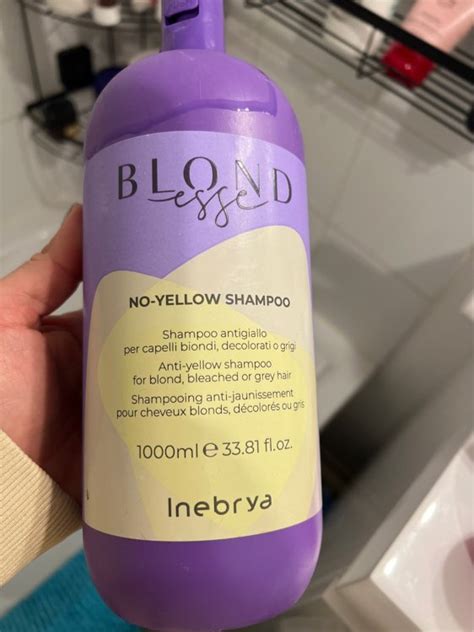 BLOND
esse
NO-YELLOW SHAMPOO
Shampoo antigiallo
per capelli biondi, decolorati o grigi
Anti-yellow shampoo
for blond, bleached or grey hair
Shampooing anti-jaunissement
pour cheveux blonds, décolorés ou gris
1000ml e 33.81 fl.oz.
Inebrya